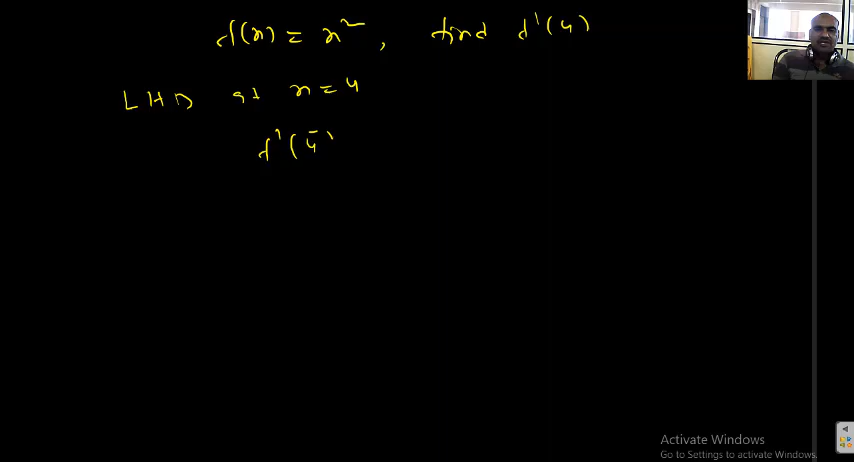 f(x) = x², find f'(4)
LHD at x = 4
f'(4⁻)
Activate Windows
Go to Settings to activate Windows.